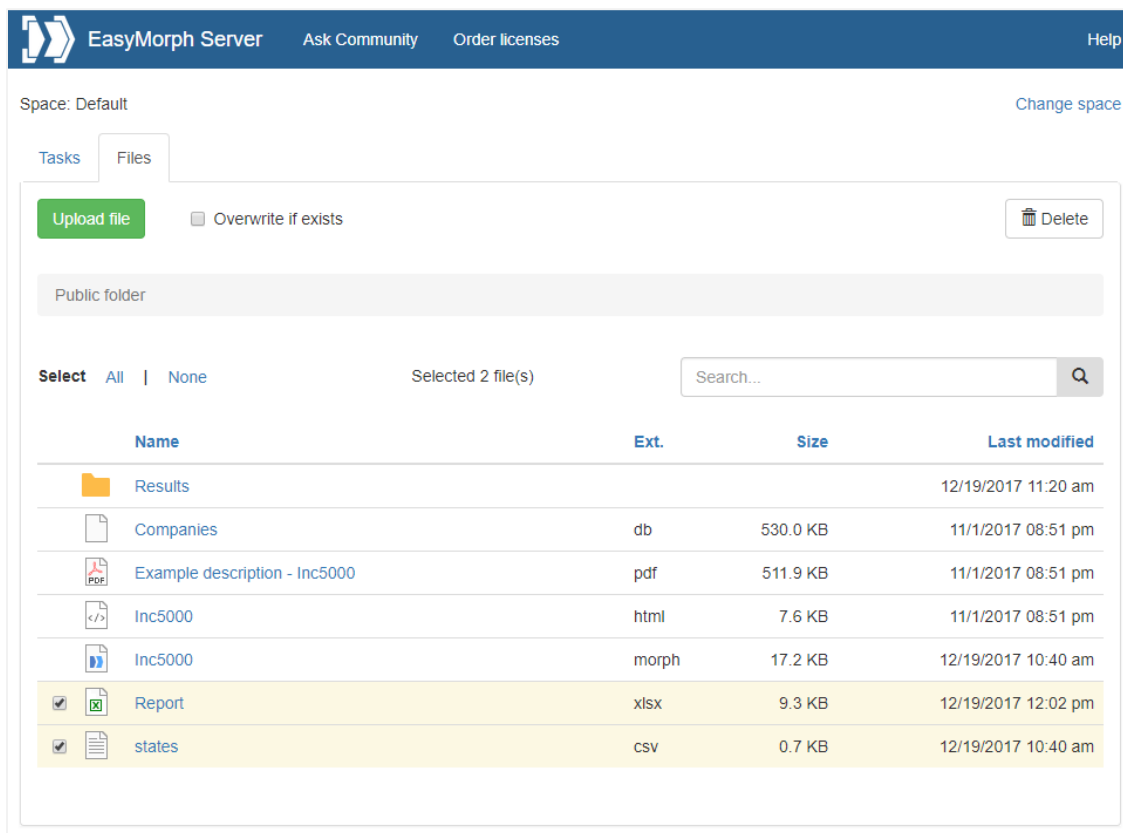 EasyMorph Server Ask Community Order licenses Help
Space: Default Change space
Tasks Files
Upload file Overwrite if exists Delete
Public folder
Select All | None Selected 2 file(s) Search...
Name Ext. Size Last modified
Results 12/19/2017 11:20 am
Companies db 530.0 KB 11/1/2017 08:51 pm
PDF Example description - Inc5000 pdf 511.9 KB 11/1/2017 08:51 pm
</> Inc5000 html 7.6 KB 11/1/2017 08:51 pm
Inc5000 morph 17.2 KB 12/19/2017 10:40 am
Report xlsx 9.3 KB 12/19/2017 12:02 pm
states csv 0.7 KB 12/19/2017 10:40 am